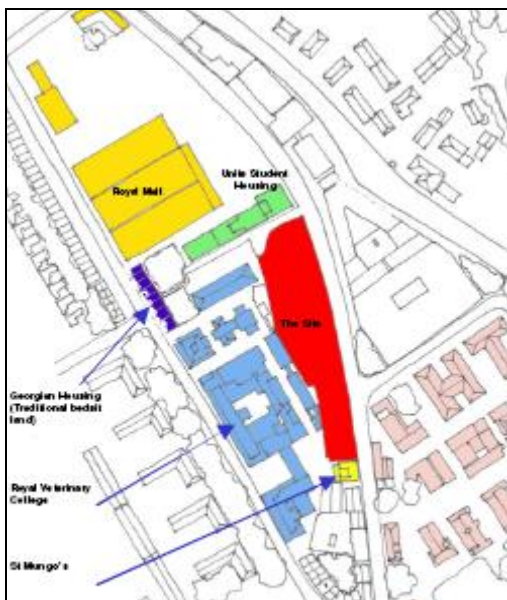 Unite Student
Housing
Royal Mail
The Site
Georgian Housing
(Traditional bedsit
land)
Royal Veterinary
College
St Mungo's